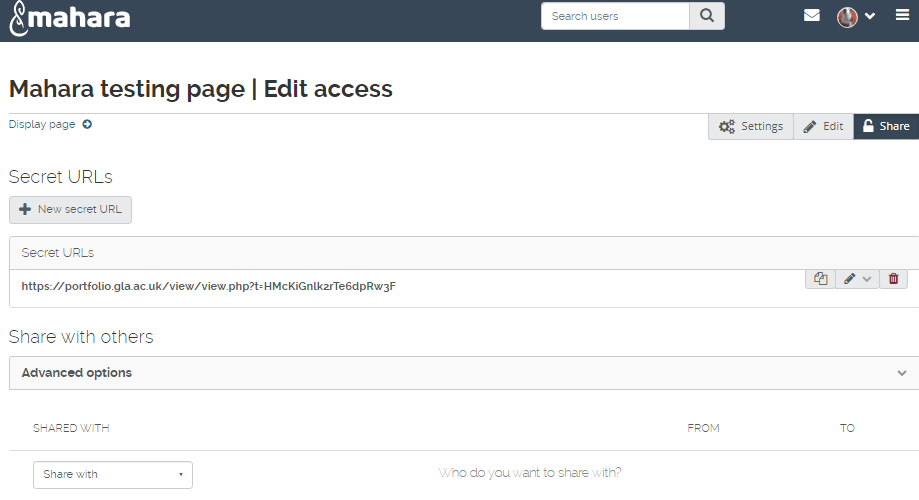 mahara
Search users
Mahara testing page | Edit access
Display page
Settings
Edit
Share
Secret URLs
New secret URL
Secret URLs
https://portfolio.gla.ac.uk/view/view.php?t=HMcKiGnlk2rTe6dpRw3F
Share with others
Advanced options
SHARED WITH FROM TO
Share with Who do you want to share with?